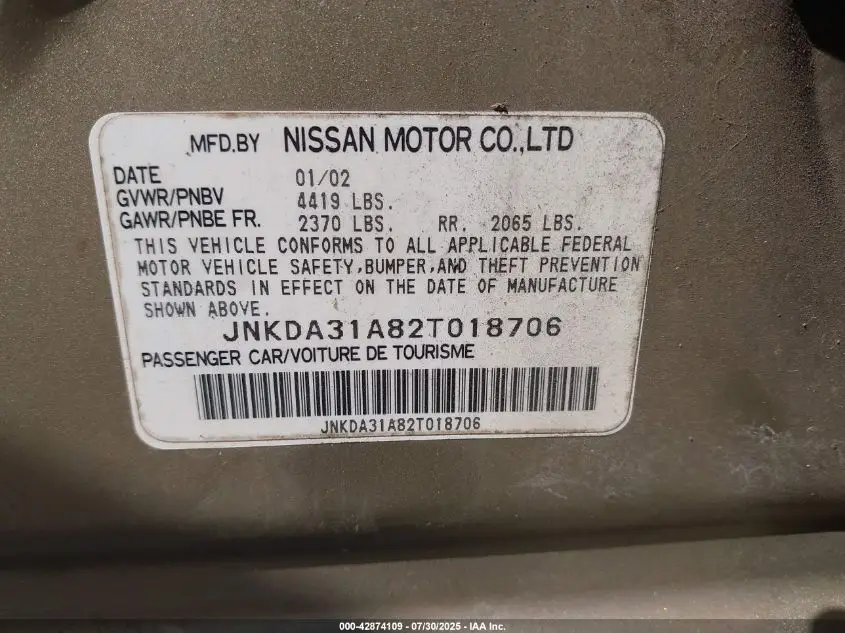 MFD.BY NISSAN MOTOR CO.,LTD
DATE 01/02
GVWR/PNBV 4419 LBS.
GAWR/PNBE FR. 2370 LBS. RR. 2065 LBS.
THIS VEHICLE CONFORMS TO ALL APPLICABLE FEDERAL
MOTOR VEHICLE SAFETY,BUMPER,AND THEFT PREVENTION
STANDARDS IN EFFECT ON THE DATE OF MANUFACTURE
SHOWN ABOVE.
JNKDA31A82T018706
PASSENGER CAR/VOITURE DE TOURISME
JNKDA31A82T018706
000-42874109 - 07/30/2025 - IAA Inc.